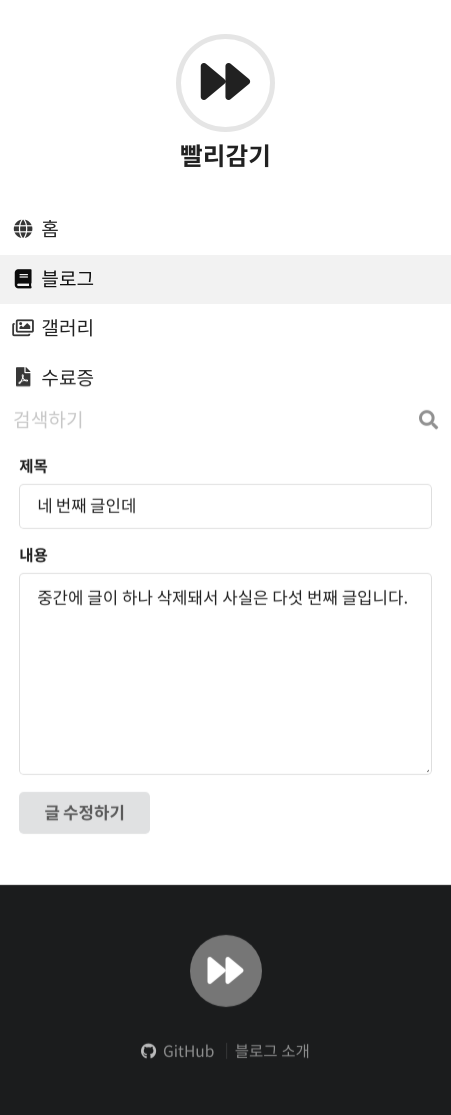 빨리감기
홈
블로그
갤러리
수료증
검색하기
제목
네 번째 글인데
내용
중간에 글이 하나 삭제돼서 사실은 다섯 번째 글입니다.
글 수정하기
GitHub 블로그 소개